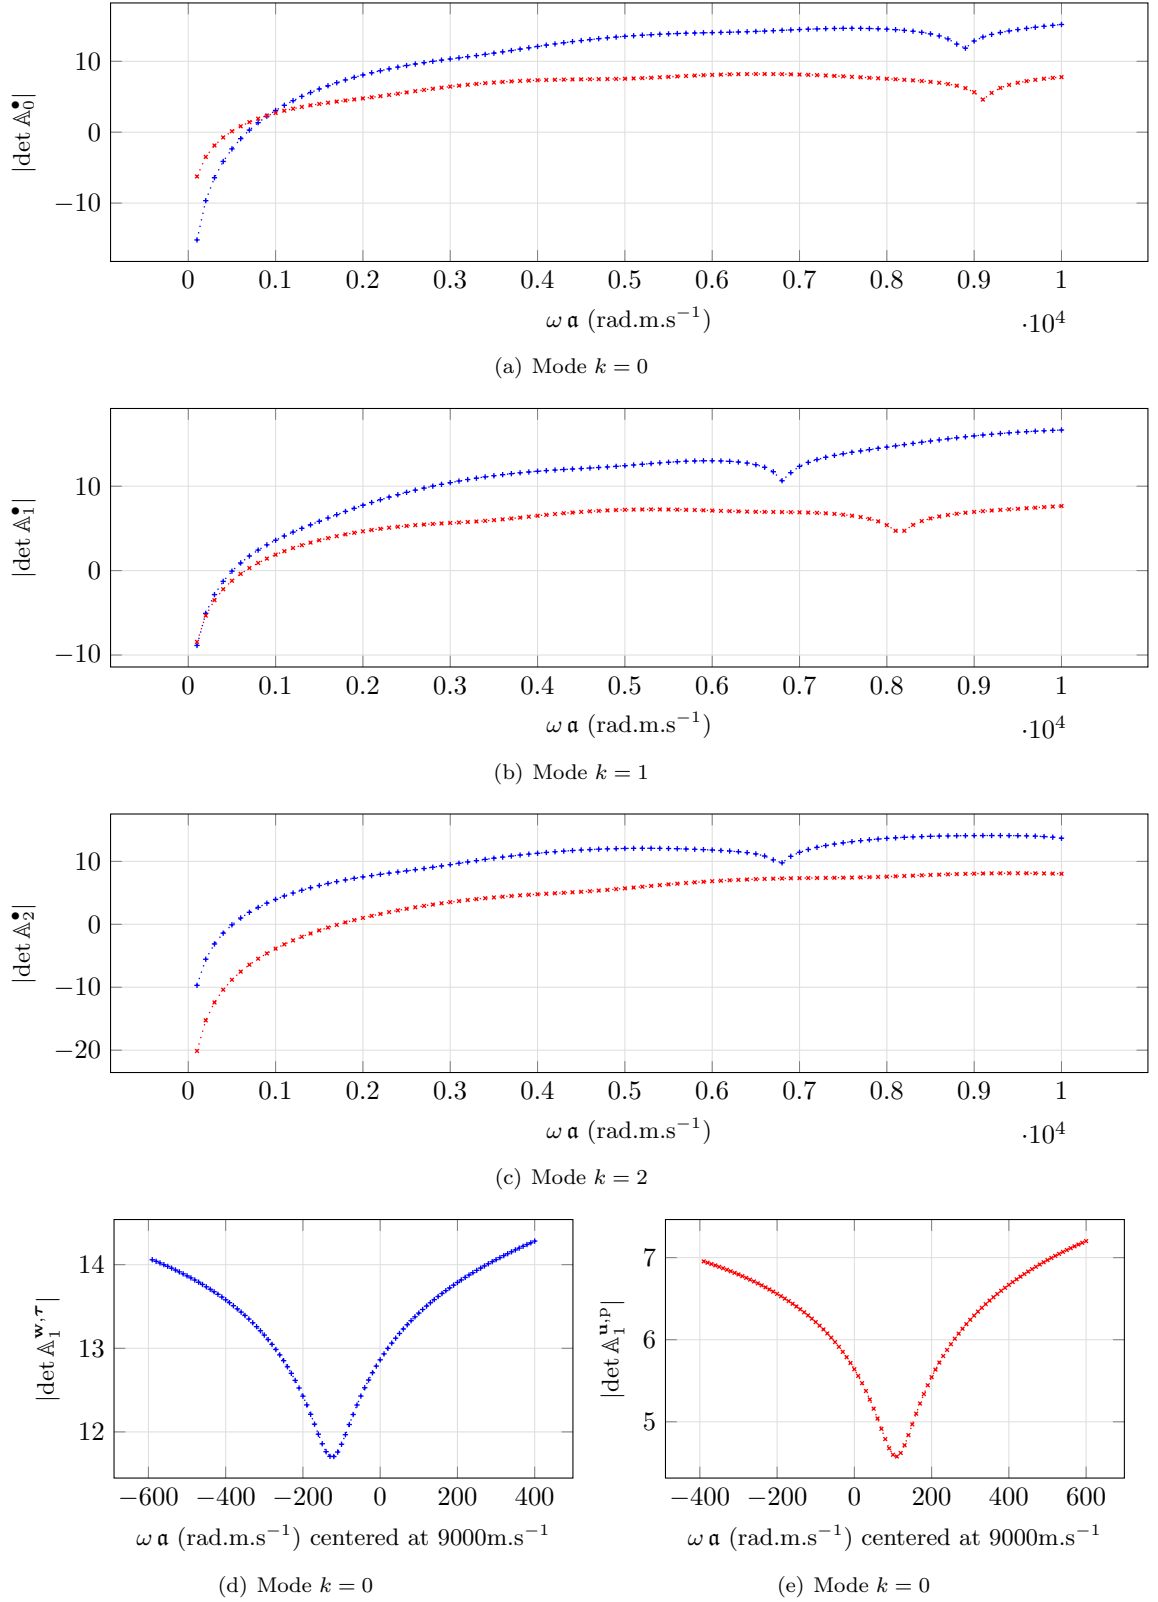 10
0
−10
|det 𝔸₀•|
0 0.1 0.2 0.3 0.4 0.5 0.6 0.7 0.8 0.9 1
ω 𝔞 (rad.m.s⁻¹)
·10⁴
(a) Mode k = 0
10
0
−10
|det 𝔸₁•|
0 0.1 0.2 0.3 0.4 0.5 0.6 0.7 0.8 0.9 1
ω 𝔞 (rad.m.s⁻¹)
·10⁴
(b) Mode k = 1
10
0
−10
−20
|det 𝔸₂•|
0 0.1 0.2 0.3 0.4 0.5 0.6 0.7 0.8 0.9 1
ω 𝔞 (rad.m.s⁻¹)
·10⁴
(c) Mode k = 2
14
13
12
|det 𝔸₁^{w,τ}|
−600 −400 −200 0 200 400
ω 𝔞 (rad.m.s⁻¹) centered at 9000m.s⁻¹
(d) Mode k = 0
7
6
5
|det 𝔸₁^{u,p}|
−400 −200 0 200 400 600
ω 𝔞 (rad.m.s⁻¹) centered at 9000m.s⁻¹
(e) Mode k = 0